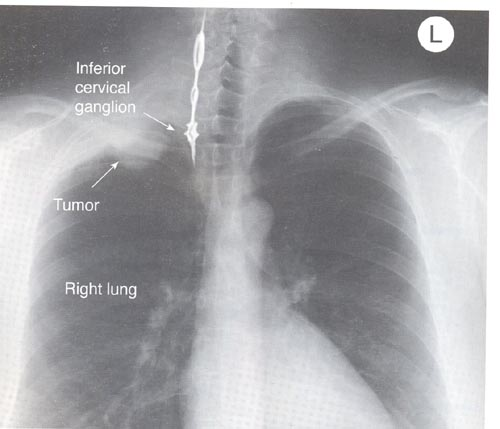 L
Inferior
cervical
ganglion
Tumor
Right lung